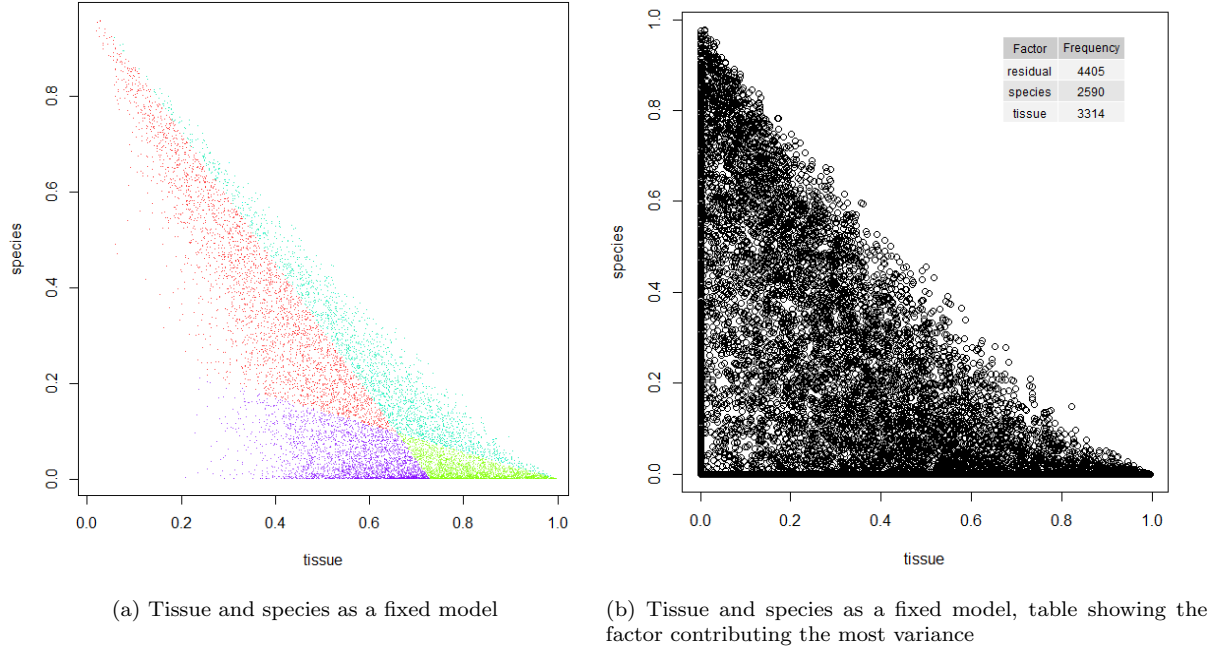 0.0
0.2
0.4
0.6
0.8
species
0.0
0.2
0.4
0.6
0.8
1.0
tissue
(a) Tissue and species as a fixed model
0.0
0.2
0.4
0.6
0.8
1.0
species
Factor Frequency
residual 4405
species 2590
tissue 3314
0.0
0.2
0.4
0.6
0.8
1.0
tissue
(b) Tissue and species as a fixed model, table showing the
factor contributing the most variance